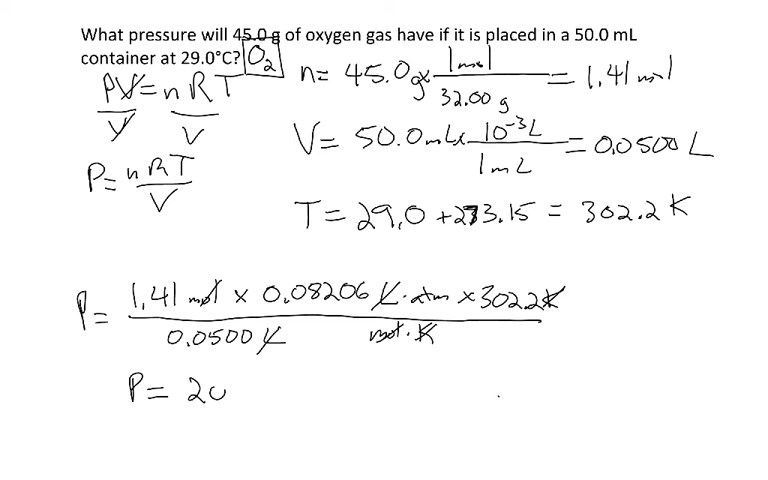 What pressure will 45.0 g of oxygen gas have if it is placed in a 50.0 mL
container at 29.0°C? O₂
PV = nRT
V V
P = nRT
V
n = 45.0 g x 1 mol = 1.41 mol
32.00 g
V = 50.0 mL x 10⁻³ L = 0.0500 L
1 mL
T = 29.0 + 273.15 = 302.2 K
P = 1.41 mol x 0.08206 L·atm x 302.2 K
0.0500 L mol·K
P = 20